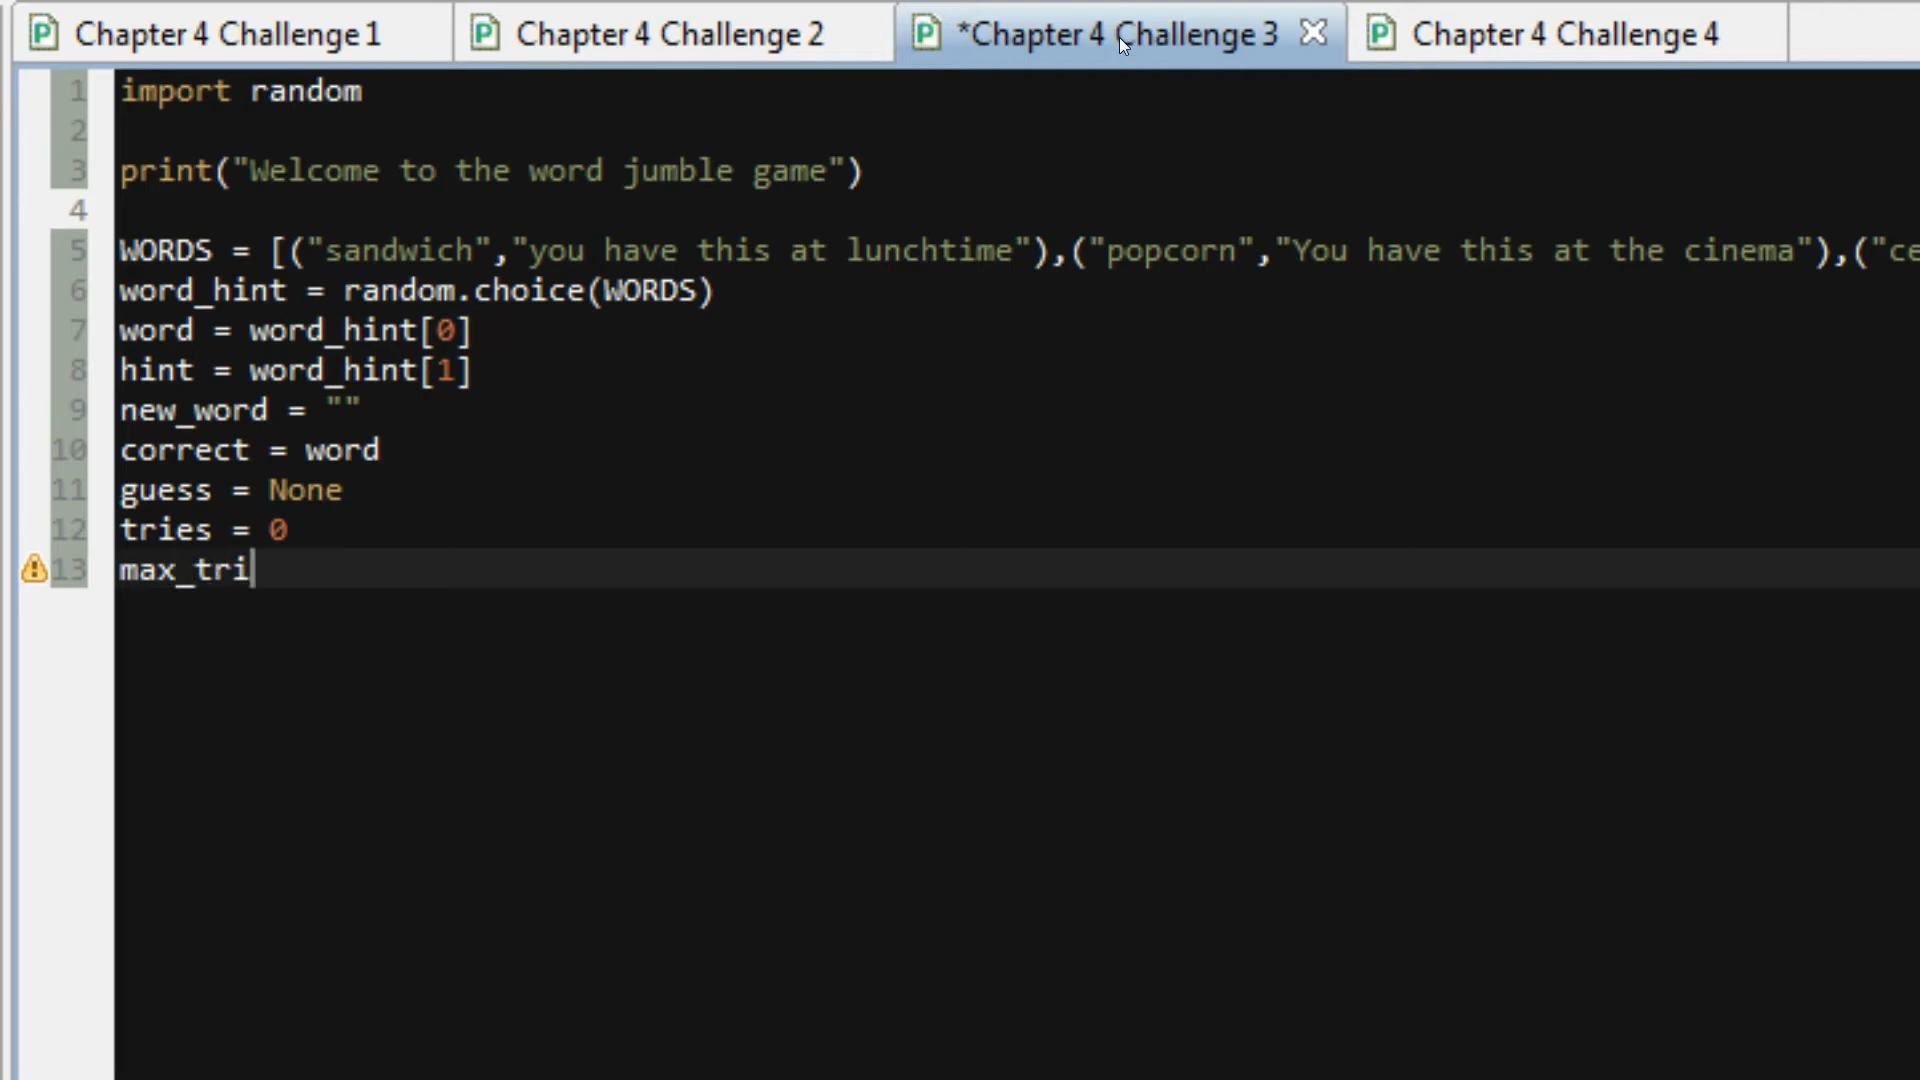 Chapter 4 Challenge 1
Chapter 4 Challenge 2
*Chapter 4 Challenge 3
Chapter 4 Challenge 4
1 import random
2
3 print("Welcome to the word jumble game")
4
5 WORDS = [("sandwich","you have this at lunchtime"),("popcorn","You have this at the cinema"),("ce
6 word_hint = random.choice(WORDS)
7 word = word_hint[0]
8 hint = word_hint[1]
9 new_word = ""
10 correct = word
11 guess = None
12 tries = 0
13 max_tri